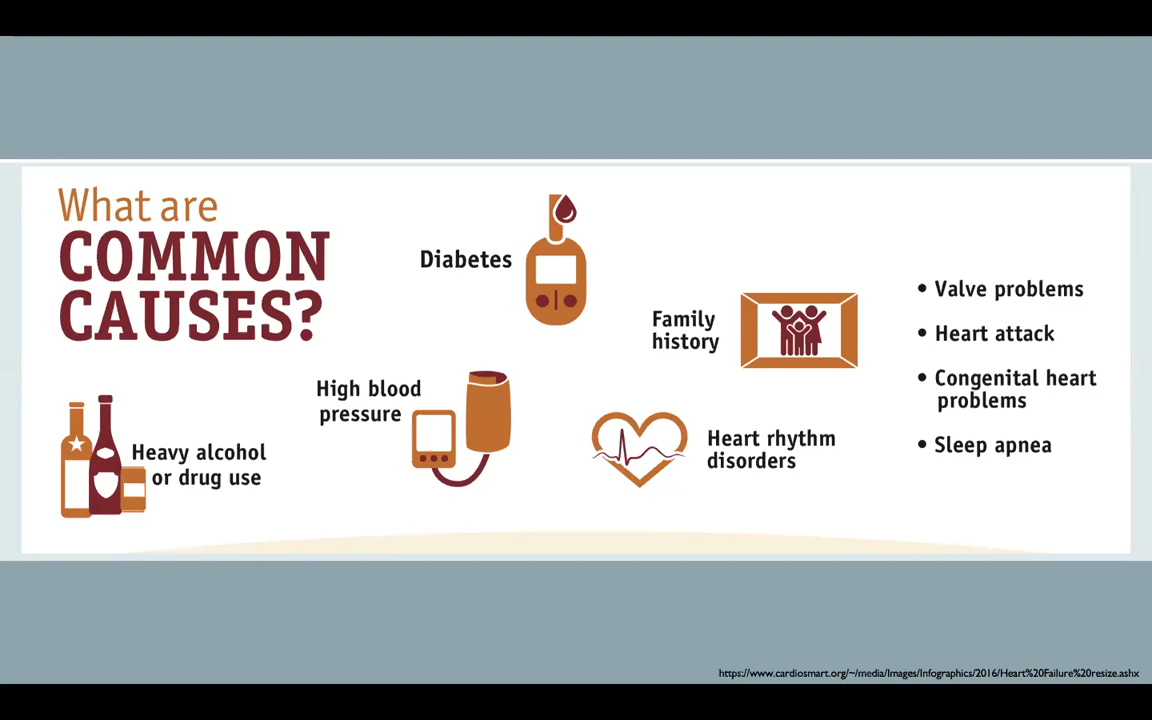 What are
COMMON
CAUSES?
Diabetes
Family
history
High blood
pressure
Heavy alcohol
or drug use
Heart rhythm
disorders
• Valve problems
• Heart attack
• Congenital heart
problems
• Sleep apnea
https://www.cardiosmart.org/~/media/Images/Infographics/2016/Heart%20Failure%20resize.ashx